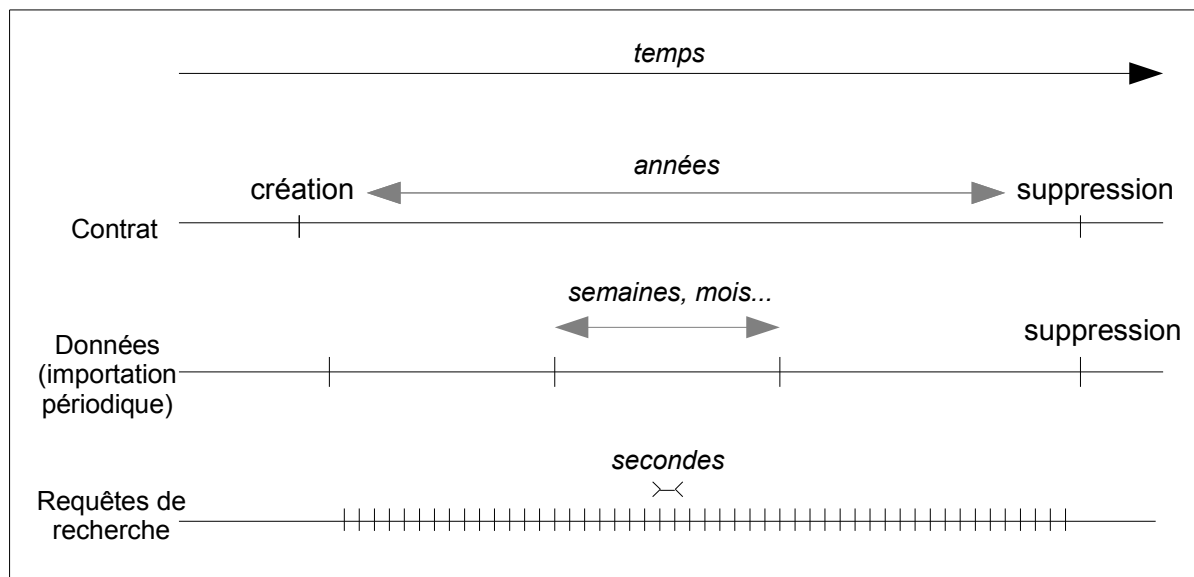 temps
années
création
suppression
Contrat
semaines, mois...
suppression
Données
(importation
périodique)
secondes
Requêtes de
recherche